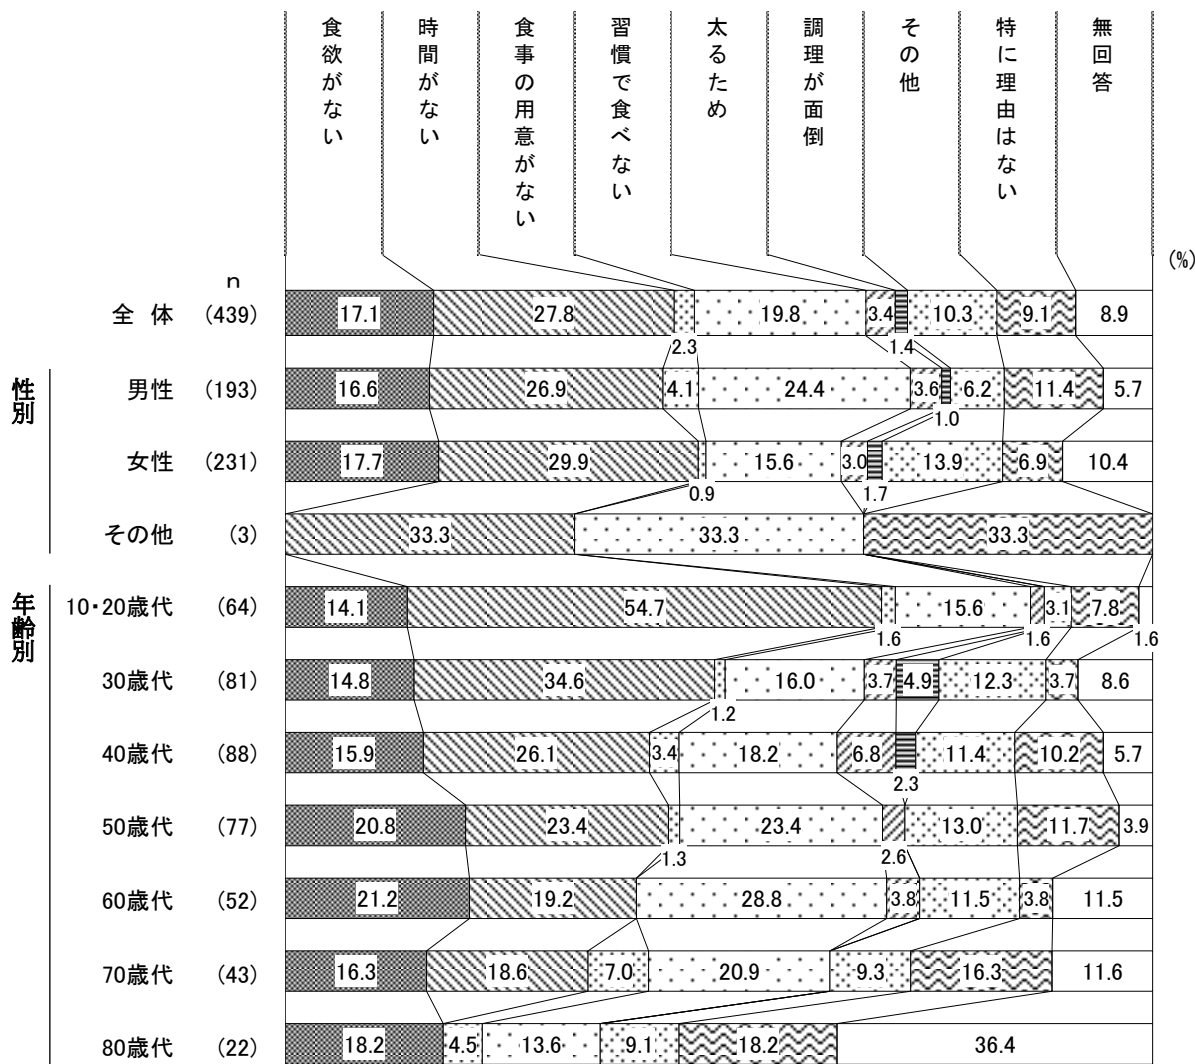 食欲がない
時間がない
食事の用意がない
習慣で食べない
太るため
調理が面倒
その他
特に理由はない
無回答
(%)
n
全 体 (439) 17.1 27.8 2.3 19.8 3.4 1.4 10.3 9.1 8.9
性別
男性 (193) 16.6 26.9 4.1 24.4 3.6 1.0 6.2 11.4 5.7
女性 (231) 17.7 29.9 0.9 15.6 3.0 1.7 13.9 6.9 10.4
その他 (3) 33.3 33.3 33.3
年齢別
10・20歳代 (64) 14.1 54.7 1.6 15.6 1.6 3.1 7.8 1.6
30歳代 (81) 14.8 34.6 1.2 16.0 3.7 4.9 12.3 3.7 8.6
40歳代 (88) 15.9 26.1 3.4 18.2 6.8 2.3 11.4 10.2 5.7
50歳代 (77) 20.8 23.4 1.3 23.4 2.6 13.0 11.7 3.9
60歳代 (52) 21.2 19.2 28.8 3.8 11.5 3.8 11.5
70歳代 (43) 16.3 18.6 7.0 20.9 9.3 16.3 11.6
80歳代 (22) 18.2 4.5 13.6 9.1 18.2 36.4